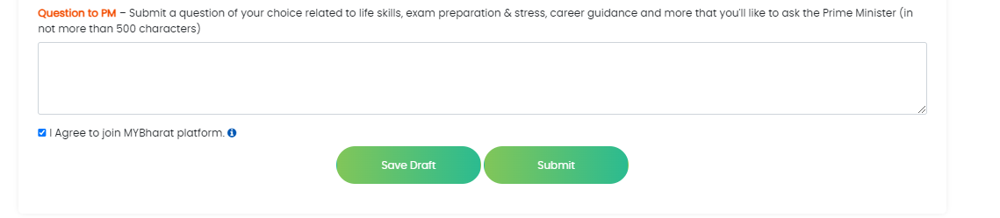 Question to PM – Submit a question of your choice related to life skills, exam preparation & stress, career guidance and more that you'll like to ask the Prime Minister (in
not more than 500 characters)
I Agree to join MYBharat platform.
Save Draft Submit